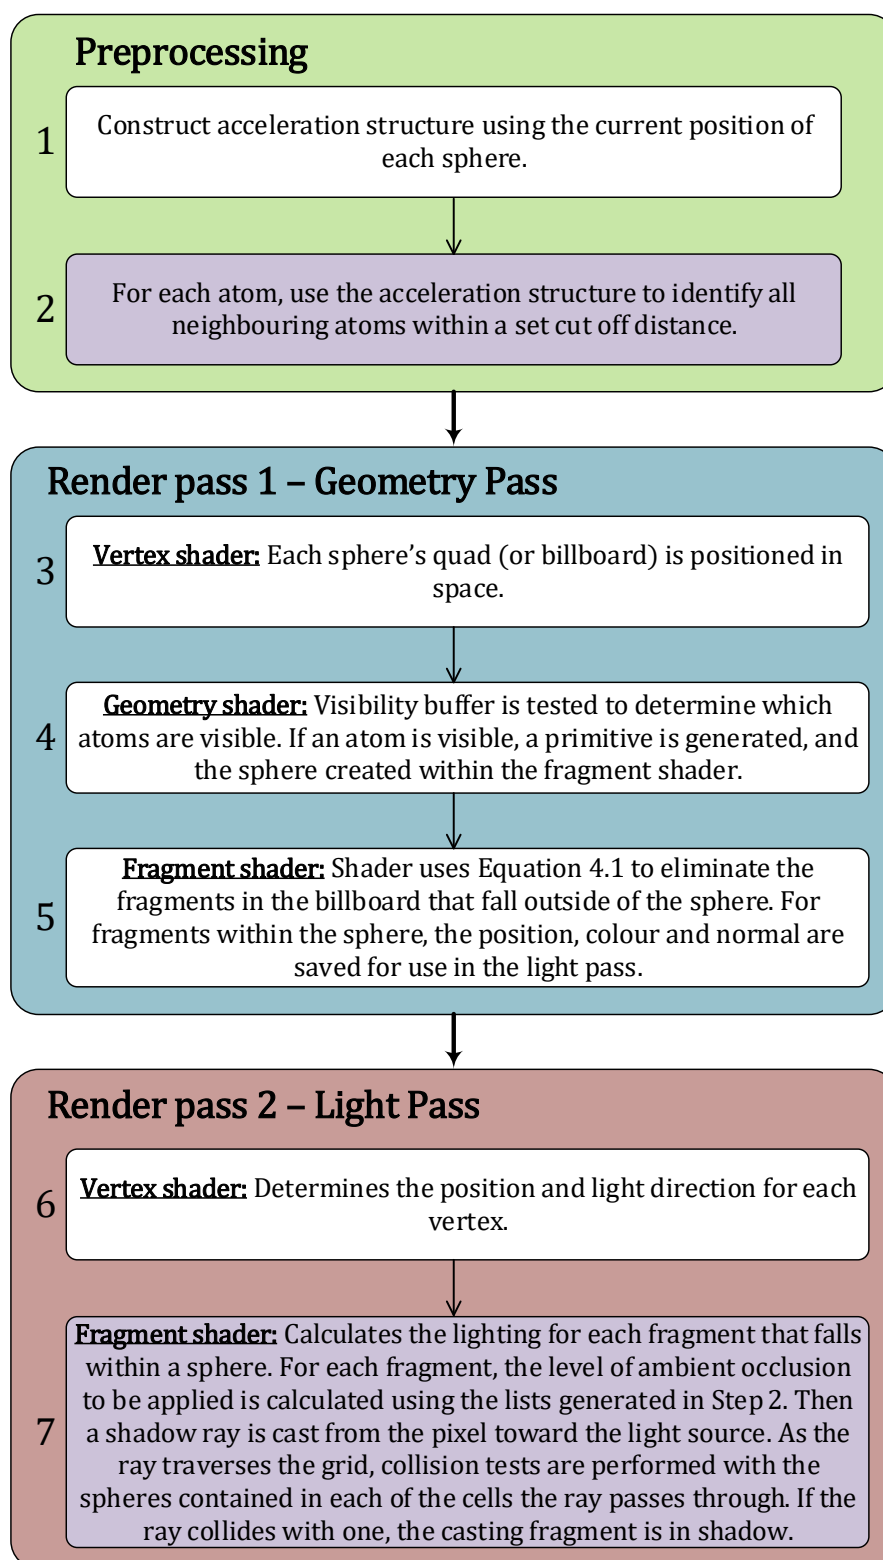 Preprocessing
1
Construct acceleration structure using the current position of
each sphere.
2
For each atom, use the acceleration structure to identify all
neighbouring atoms within a set cut off distance.
Render pass 1 – Geometry Pass
3
Vertex shader: Each sphere’s quad (or billboard) is positioned in
space.
4
Geometry shader: Visibility buffer is tested to determine which
atoms are visible. If an atom is visible, a primitive is generated, and
the sphere created within the fragment shader.
5
Fragment shader: Shader uses Equation 4.1 to eliminate the
fragments in the billboard that fall outside of the sphere. For
fragments within the sphere, the position, colour and normal are
saved for use in the light pass.
Render pass 2 – Light Pass
6
Vertex shader: Determines the position and light direction for each
vertex.
7
Fragment shader: Calculates the lighting for each fragment that falls
within a sphere. For each fragment, the level of ambient occlusion
to be applied is calculated using the lists generated in Step 2. Then
a shadow ray is cast from the pixel toward the light source. As the
ray traverses the grid, collision tests are performed with the
spheres contained in each of the cells the ray passes through. If the
ray collides with one, the casting fragment is in shadow.